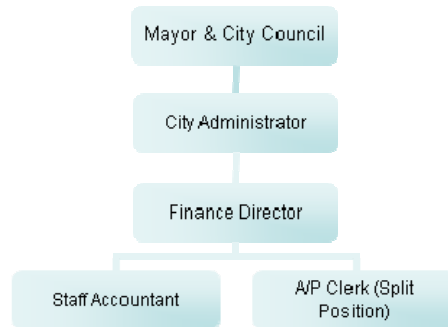 Mayor & City Council
City Administrator
Finance Director
Staff Accountant
A/P Clerk (Split
Position)